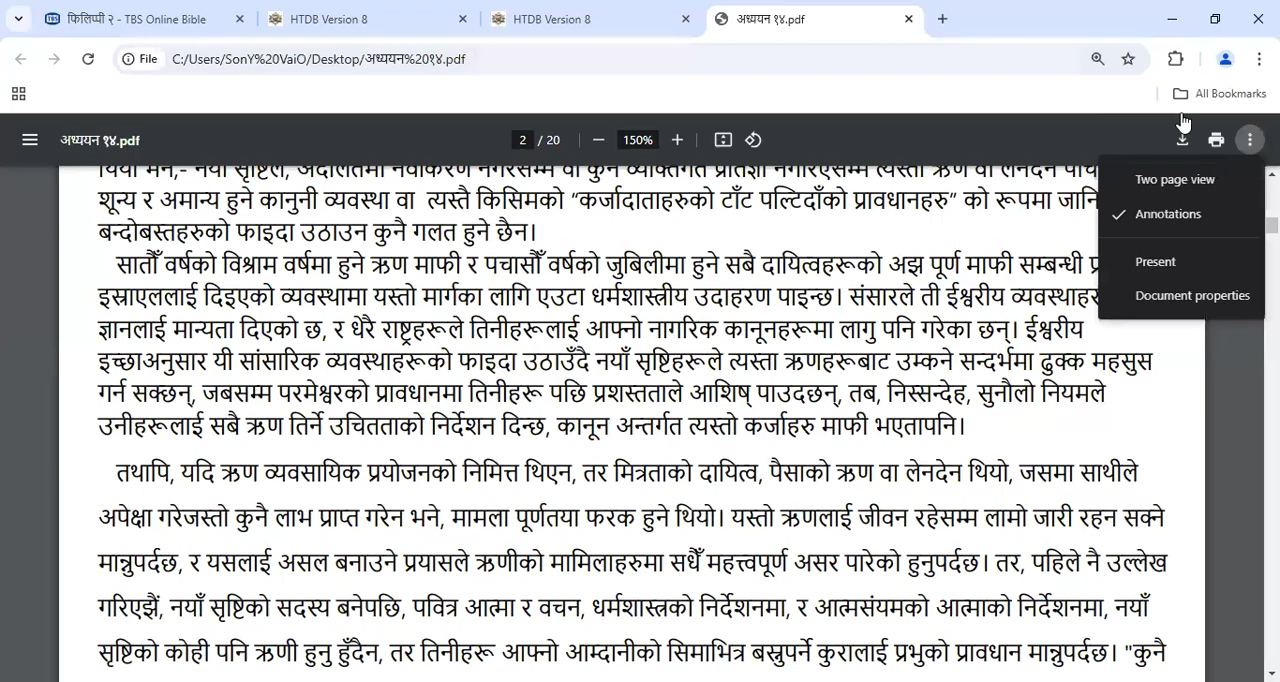 फिलिप्पी २ - TBS Online Bible
HTDB Version 8
HTDB Version 8
अध्ययन १४.pdf
File
C:/Users/SonY%20VaiO/Desktop/अध्ययन%20१४.pdf
All Bookmarks
अध्ययन १४.pdf
2 / 20
150%
Two page view
Annotations
Present
Document properties
शून्य र अमान्य हुने कानुनी व्यवस्था वा त्यस्तै किसिमको “कर्जादाताहरुको टाँट पल्टिदाँको प्रावधानहरु” को रूपमा जानि
बन्दोबस्तहरुको फाइदा उठाउन कुनै गलत हुने छैन।
सातौँ वर्षको विश्राम वर्षमा हुने ऋण माफी र पचासौँ वर्षको जुबिलीमा हुने सबै दायित्वहरूको अझ पूर्ण माफी सम्बन्धी
इस्राएललाई दिइएको व्यवस्थामा यस्तो मार्गका लागि एउटा धर्मशास्त्रीय उदाहरण पाइन्छ। संसारले ती ईश्वरीय
ज्ञानलाई मान्यता दिएको छ, र धेरै राष्ट्रहरूले तिनीहरूलाई आफ्नो नागरिक कानूनहरूमा लागु पनि गरेका छन्। ईश्वरीय
इच्छाअनुसार यी सांसारिक व्यवस्थाहरूको फाइदा उठाउँदै नयाँ सृष्टिहरूले त्यस्ता ऋणहरूबाट उम्कने सन्दर्भमा ढुक्क महसुस
गर्न सक्छन्, जबसम्म परमेश्वरको प्रावधानमा तिनीहरू पछि प्रशस्तताले आशिष् पाउदछन्, तब, निस्सन्देह, सुनौलो नियमले
उनीहरूलाई सबै ऋण तिर्ने उचितताको निर्देशन दिन्छ, कानून अन्तर्गत त्यस्तो कर्जाहरु माफी भएतापनि।
तथापि, यदि ऋण व्यवसायिक प्रयोजनको निमित्त थिएन, तर मित्रताको दायित्व, पैसाको ऋण वा लेनदेन थियो, जसमा साथीले
अपेक्षा गरेजस्तो कुनै लाभ प्राप्त गरेन भने, मामला पूर्णतया फरक हुने थियो। यस्तो ऋणलाई जीवन रहेसम्म लामो जारी रहन सक्ने
मान्नुपर्दछ, र यसलाई असल बनाउने प्रयासले ऋणीको मामिलाहरुमा सधैँ महत्त्वपूर्ण असर पारेको हुनुपर्दछ। तर, पहिले नै उल्लेख
गरिएझैं, नयाँ सृष्टिको सदस्य बनेपछि, पवित्र आत्मा र वचन, धर्मशास्त्रको निर्देशनमा, र आत्मसंयमको आत्माको निर्देशनमा, नयाँ
सृष्टिको कोही पनि ऋणी हुनु हुँदैन, तर तिनीहरू आफ्नो आम्दानीको सिमाभित्र बस्नुपर्ने कुरालाई प्रभुको प्रावधान मान्नुपर्दछ। "कुनै